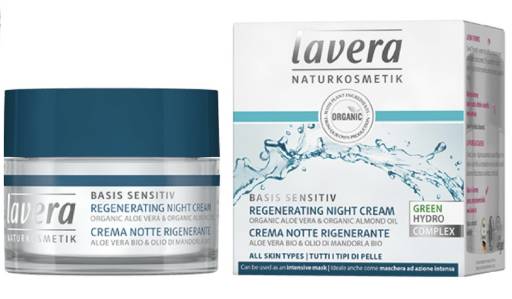 lavera
NATURKOSMETIK
BASIS SENSITIV
REGENERATING NIGHT CREAM
ORGANIC ALOE VERA & ORGANIC ALMOND
CREMA NOTTE RIGENERANTE
ALOE VERA BIO & OLIO DI MANDORLA BIO
lavera
NATURKOSMETIK
ORGANIC
BASIS SENSITIV
REGENERATING NIGHT CREAM
ORGANIC ALOE VERA & ORGANIC ALMOND OIL
CREMA NOTTE RIGENERANTE
ALOE VERA BIO & OLIO DI MANDORLA BIO
GREEN
HYDRO
COMPLEX
ALL SKIN TYPES | TUTTI I TIPI DI PELLE
Can be used as an intensive mask | Ideale anche come maschera ad azione intensa